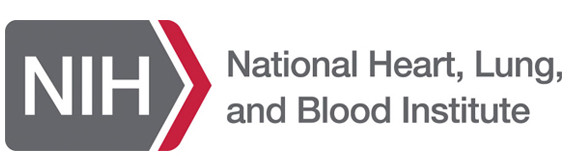 NIH
National Heart, Lung,
and Blood Institute